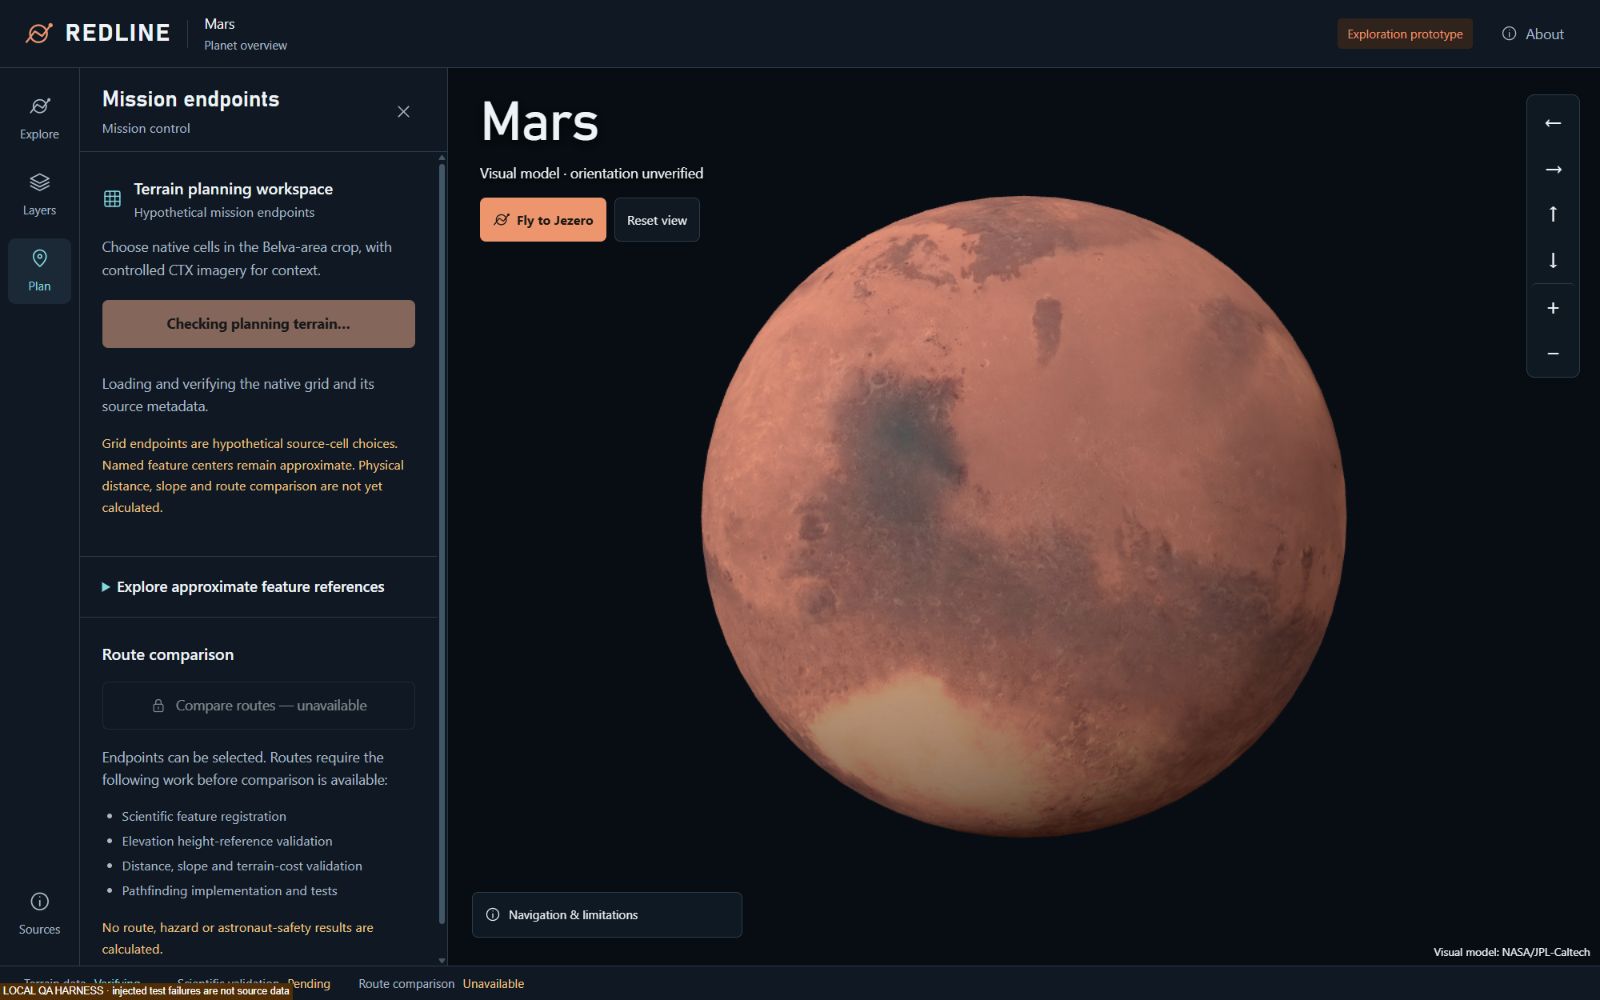 REDLINE
Mars
Planet overview
Exploration prototype
About
Explore
Layers
Plan
Sources
Mission endpoints
Mission control
Terrain planning workspace
Hypothetical mission endpoints
Choose native cells in the Belva-area crop, with
controlled CTX imagery for context.
Checking planning terrain...
Loading and verifying the native grid and its
source metadata.
Grid endpoints are hypothetical source-cell choices.
Named feature centers remain approximate. Physical
distance, slope and route comparison are not yet
calculated.
Explore approximate feature references
Route comparison
Compare routes — unavailable
Endpoints can be selected. Routes require the
following work before comparison is available:
• Scientific feature registration
• Elevation height-reference validation
• Distance, slope and terrain-cost validation
• Pathfinding implementation and tests
No route, hazard or astronaut-safety results are
calculated.
Mars
Visual model · orientation unverified
Fly to Jezero
Reset view
←
→
↑
↓
+
−
Navigation & limitations
Visual model: NASA/JPL-Caltech
Terrain data Verifying Scientific validation Pending Route comparison Unavailable
LOCAL QA HARNESS · injected test failures are not source data